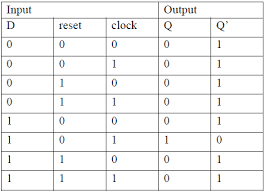 Input Output
D reset clock Q Q’
0 0 0 0 1
0 0 1 0 1
0 1 0 0 1
0 1 1 0 1
1 0 0 0 1
1 0 1 1 0
1 1 0 0 1
1 1 1 0 1